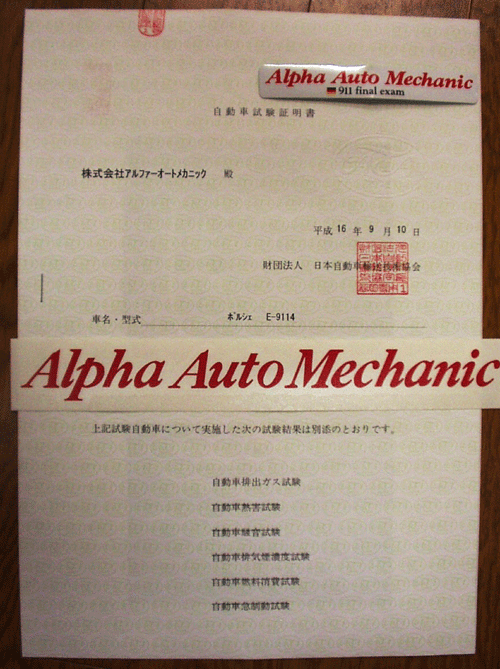 Alpha Auto Mechanic
911 final exam
自動車試験証明書
株式会社アルファーオートメカニック 殿
平成 16 年 9 月 10 日
財団法人 日本自動車輸送技術協会
車名・型式 ポルシェ E-9114
Alpha Auto Mechanic
上記試験自動車について実施した次の試験結果は別添のとおりです。
自動車排出ガス試験
自動車熱害試験
自動車騒音試験
自動車排気煙濃度試験
自動車燃料消費試験
自動車急制動試験